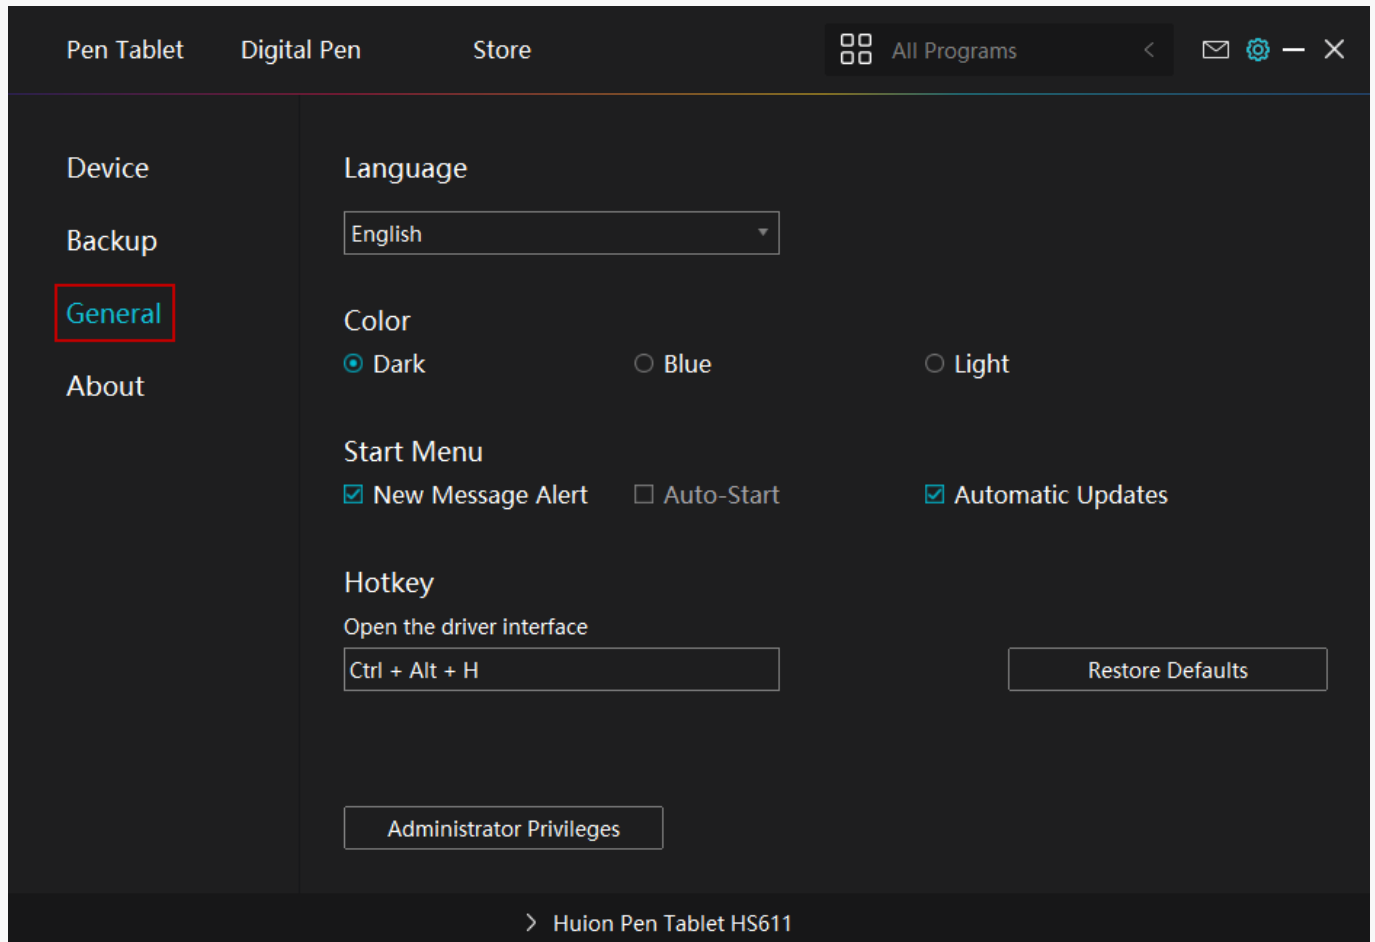 Pen Tablet Digital Pen Store All Programs
Device
Backup
General
About
Language
English
Color
Dark Blue Light
Start Menu
New Message Alert Auto-Start Automatic Updates
Hotkey
Open the driver interface
Ctrl + Alt + H Restore Defaults
Administrator Privileges
Huion Pen Tablet HS611